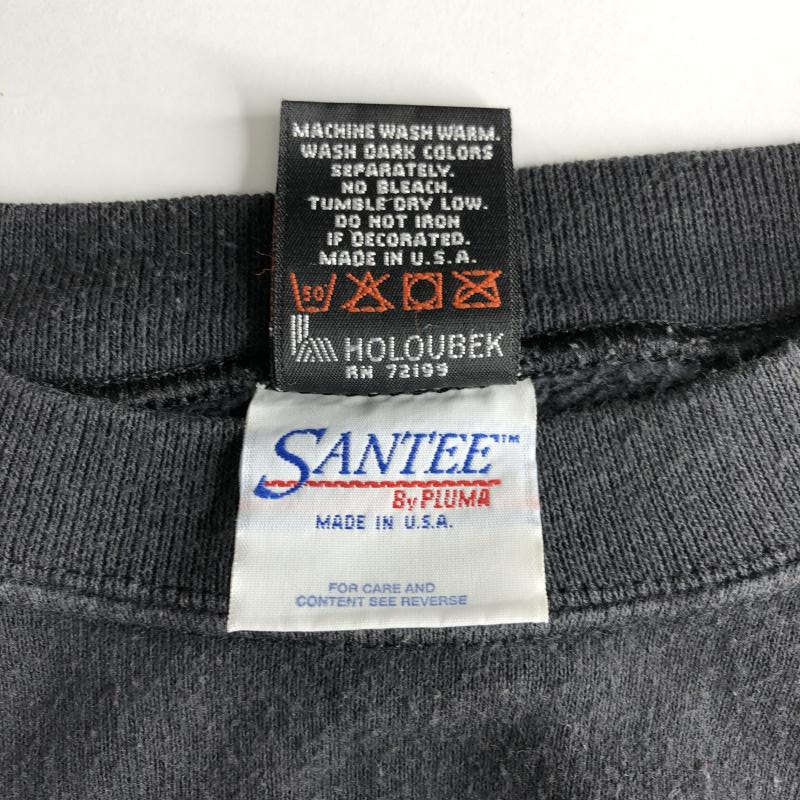 MACHINE WASH WARM.
WASH DARK COLORS
SEPARATELY.
NO BLEACH.
TUMBLE DRY LOW.
DO NOT IRON
IF DECORATED.
MADE IN U.S.A.
50
HOLOUBEK
RN 72199
SANTEE™
By PLUMA
MADE IN U.S.A.
FOR CARE AND
CONTENT SEE REVERSE